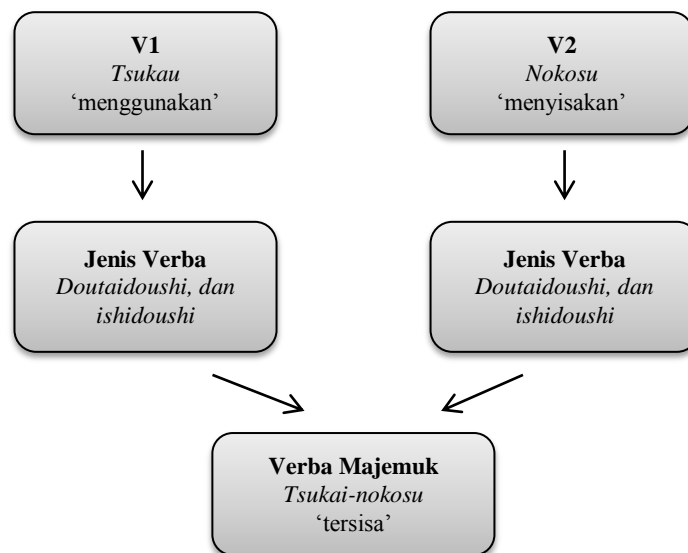 V1
Tsukau
‘menggunakan’
V2
Nokosu
‘menyisakan’
Jenis Verba
Doutaidoushi, dan
ishidoushi
Jenis Verba
Doutaidoushi, dan
ishidoushi
Verba Majemuk
Tsukai-nokosu
‘tersisa’